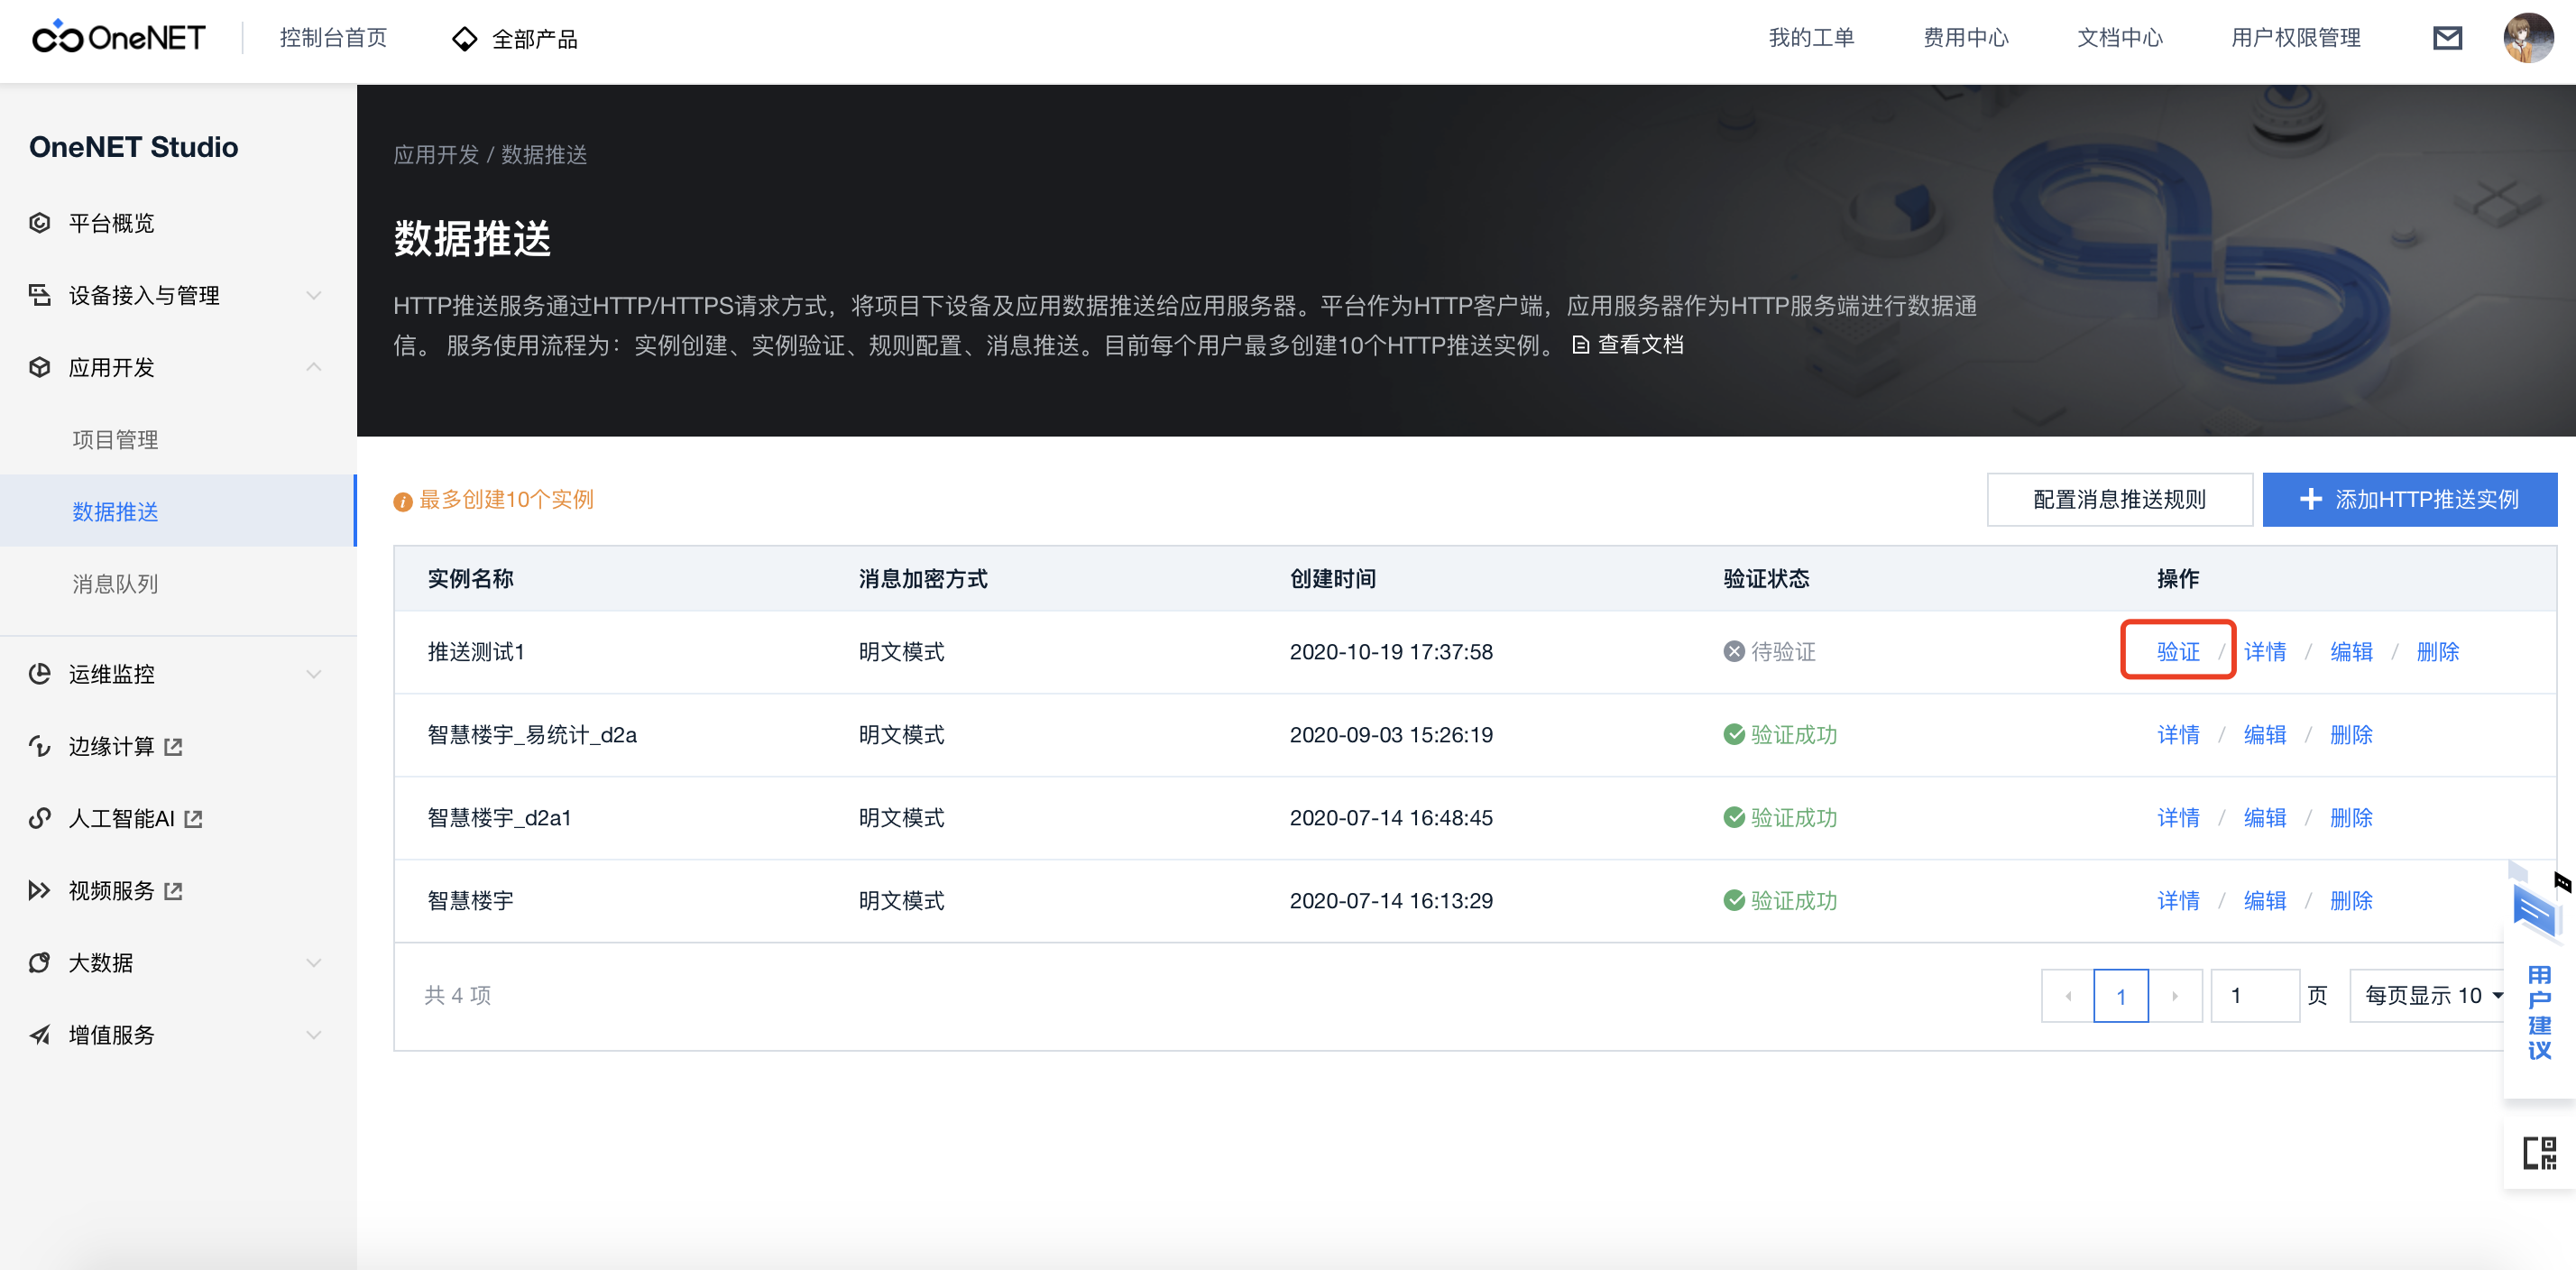 OneNET
控制台首页
全部产品
我的工单
费用中心
文档中心
用户权限管理
OneNET Studio
平台概览
设备接入与管理
应用开发
项目管理
数据推送
消息队列
运维监控
边缘计算
人工智能AI
视频服务
大数据
增值服务
应用开发 / 数据推送
数据推送
HTTP推送服务通过HTTP/HTTPS请求方式，将项目下设备及应用数据推送给应用服务器。平台作为HTTP客户端，应用服务器作为HTTP服务端进行数据通
信。 服务使用流程为：实例创建、实例验证、规则配置、消息推送。目前每个用户最多创建10个HTTP推送实例。 查看文档
最多创建10个实例
配置消息推送规则
添加HTTP推送实例
实例名称 消息加密方式 创建时间 验证状态 操作
推送测试1 明文模式 2020-10-19 17:37:58 待验证 验证 / 详情 / 编辑 / 删除
智慧楼宇_易统计_d2a 明文模式 2020-09-03 15:26:19 验证成功 详情 / 编辑 / 删除
智慧楼宇_d2a1 明文模式 2020-07-14 16:48:45 验证成功 详情 / 编辑 / 删除
智慧楼宇 明文模式 2020-07-14 16:13:29 验证成功 详情 / 编辑 / 删除
共 4 项
1
1 页
每页显示 10
用户建议